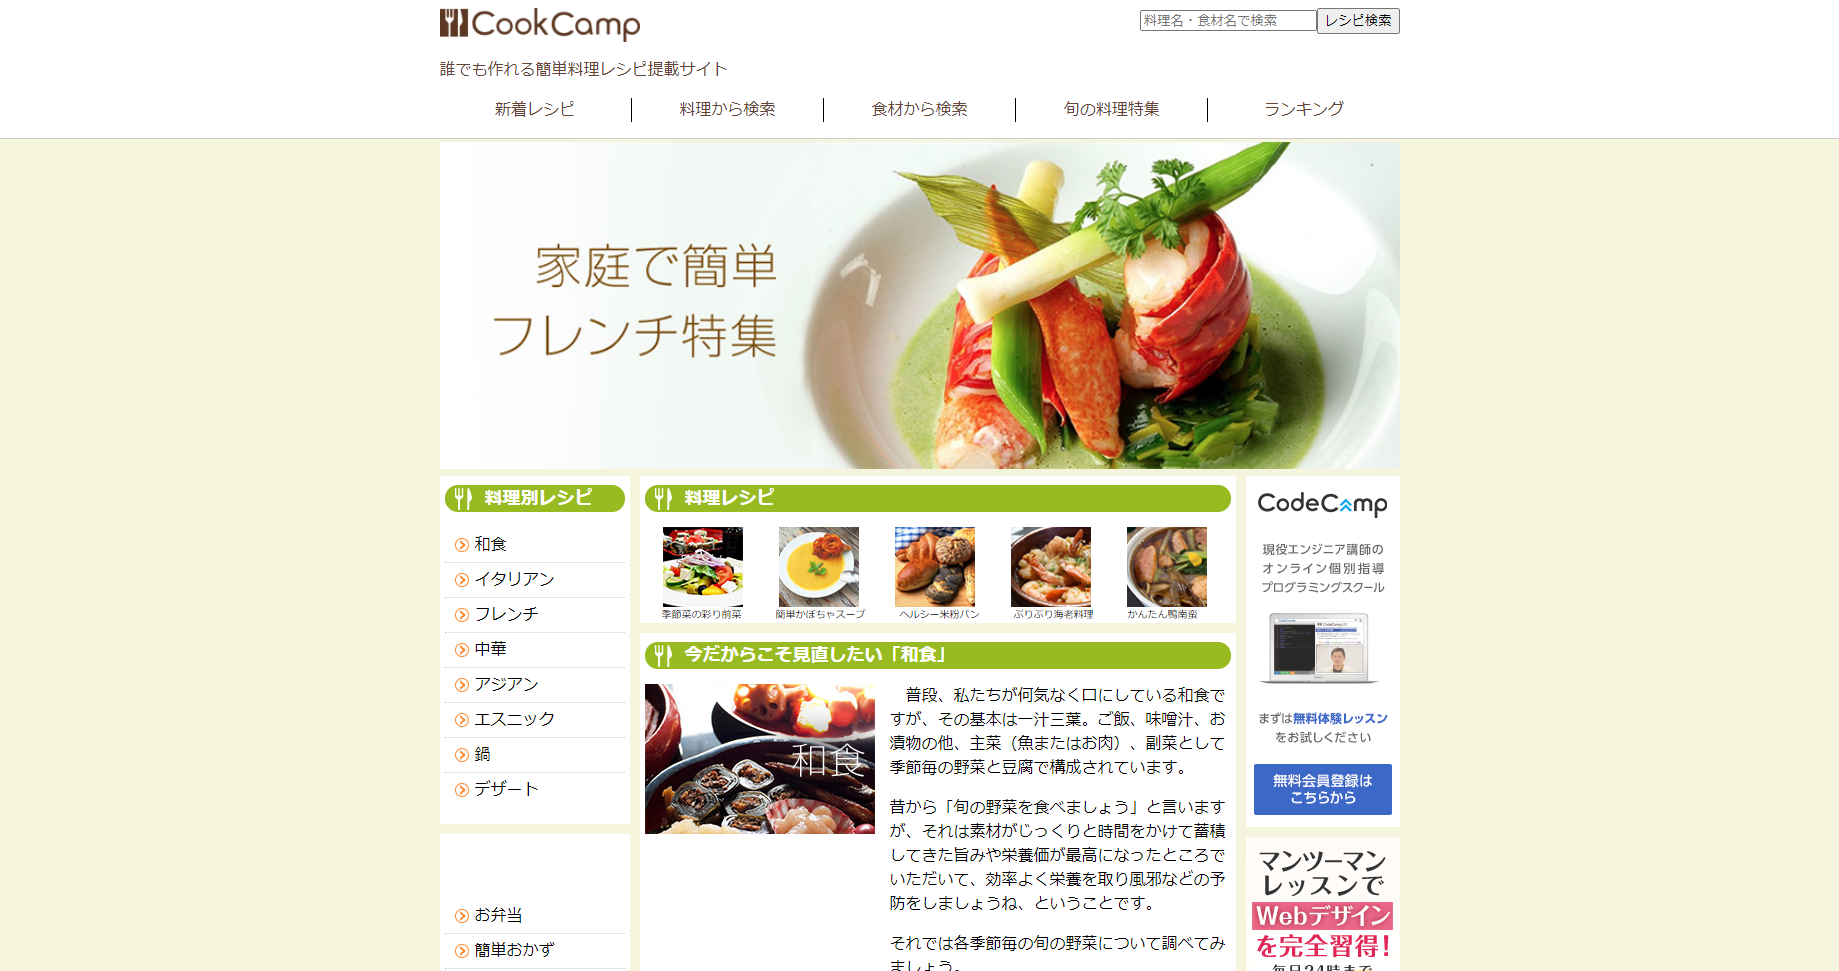 CookCamp
料理名・食材名で検索
レシピ検索
誰でも作れる簡単料理レシピ提載サイト
新着レシピ
料理から検索
食材から検索
旬の料理特集
ランキング
家庭で簡単
フレンチ特集
料理別レシピ
和食
イタリアン
フレンチ
中華
アジアン
エスニック
鍋
デザート
お弁当
簡単おかず
料理レシピ
季節菜の彩り前菜
簡単かぼちゃスープ
ヘルシー米粉パン
ぷりぷり海老料理
かんたん鴨南蛮
今だからこそ見直したい「和食」
和食
普段、私たちが何気なく口にしている和食で
すが、その基本は一汁三葉。ご飯、味噌汁、お
漬物の他、主菜（魚またはお肉）、副菜として
季節毎の野菜と豆腐で構成されています。
昔から「旬の野菜を食べましょう」と言います
が、それは素材がじっくりと時間をかけて蓄積
してきた旨みや栄養価が最高になったところで
いただいて、効率よく栄養を取り風邪などの予
防をしましょうね、ということです。
それでは各季節毎の旬の野菜について調べてみ
ましょう。
CodeCamp
現役エンジニア講師の
オンライン個別指導
プログラミングスクール
CodeCamp
まずは無料体験レッスン
をお試しください
無料会員登録は
こちらから
マンツーマン
レッスンで
Webデザイン
を完全習得！
毎日24時まで